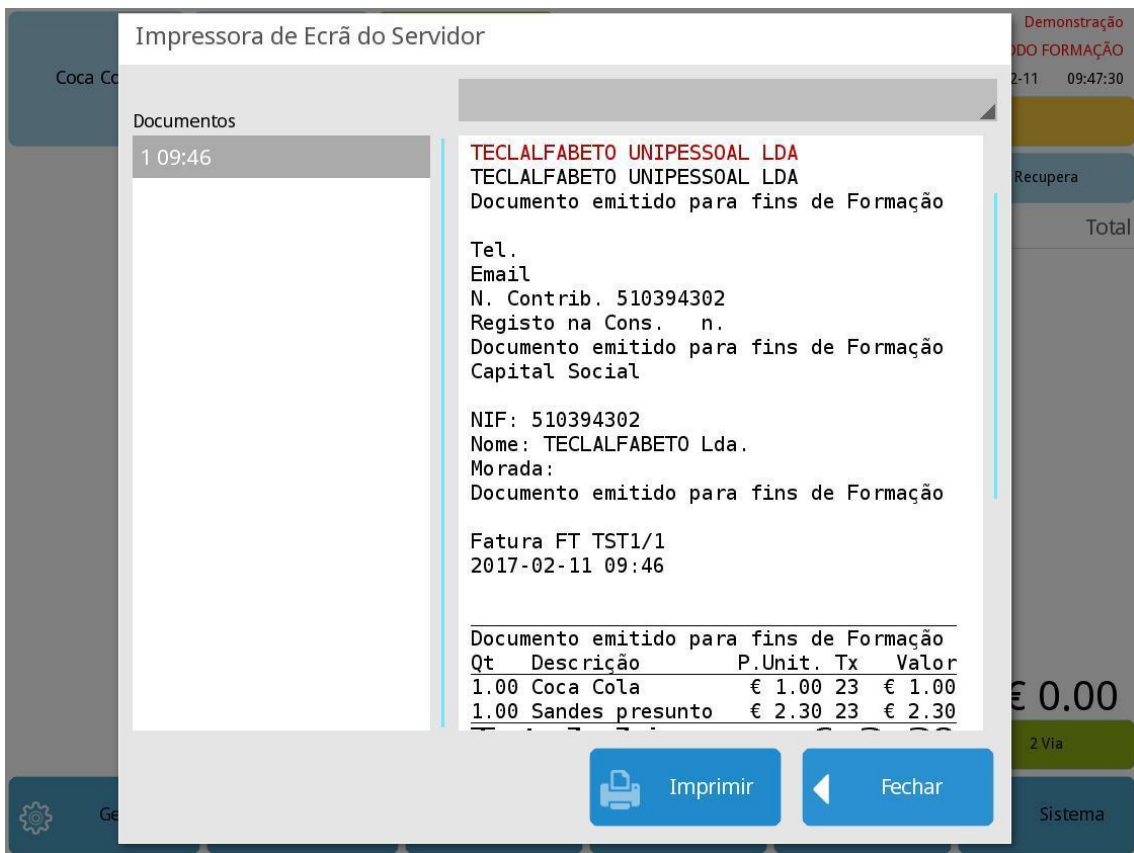 Impressora de Ecrã do Servidor
Demonstração
DO FORMAÇÃO
2-11 09:47:30
Coca Co
Documentos
1 09:46
TECLALFABETO UNIPESSOAL LDA
TECLALFABETO UNIPESSOAL LDA
Documento emitido para fins de Formação
Tel.
Email
N. Contrib. 510394302
Registo na Cons. n.
Documento emitido para fins de Formação
Capital Social
NIF: 510394302
Nome: TECLALFABETO Lda.
Morada:
Documento emitido para fins de Formação
Fatura FT TST1/1
2017-02-11 09:46
Documento emitido para fins de Formação
Qt Descrição P.Unit. Tx Valor
1.00 Coca Cola € 1.00 23 € 1.00
1.00 Sandes presunto € 2.30 23 € 2.30
Recupera
Total
€ 0.00
2 Via
Imprimir
Fechar
Ge
Sistema